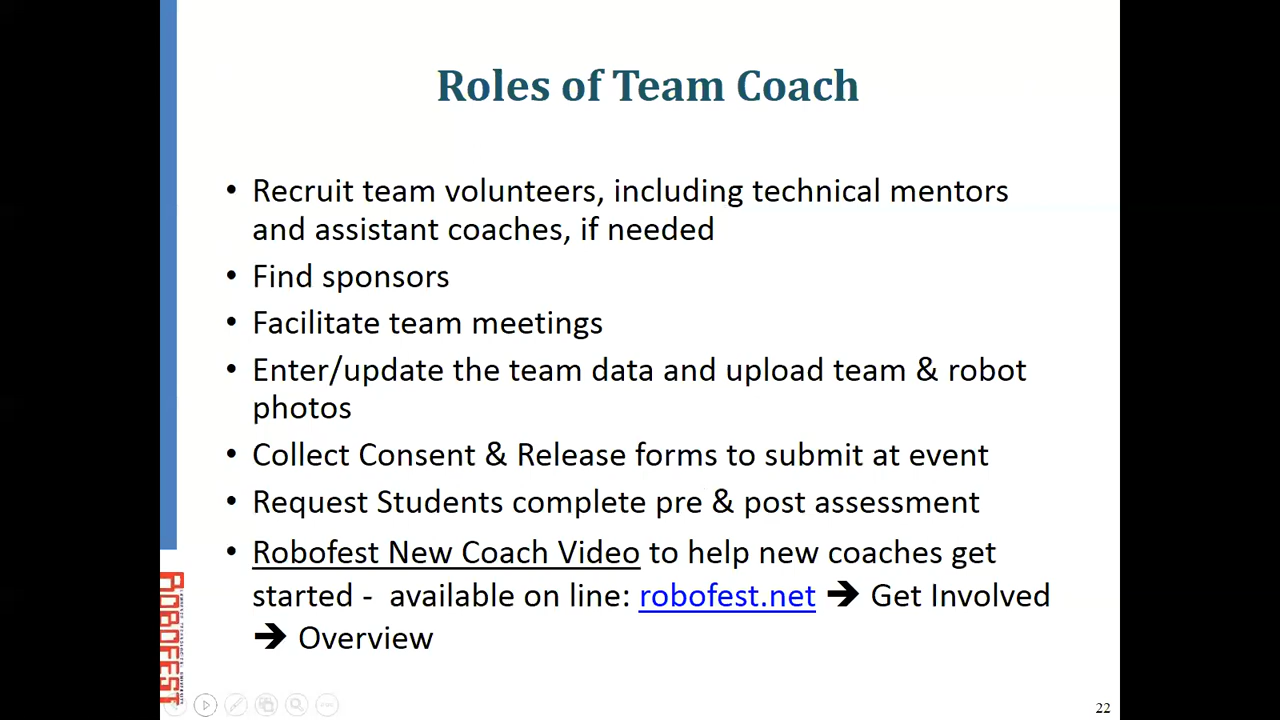 Roles of Team Coach
• Recruit team volunteers, including technical mentors
and assistant coaches, if needed
• Find sponsors
• Facilitate team meetings
• Enter/update the team data and upload team & robot
photos
• Collect Consent & Release forms to submit at event
• Request Students complete pre & post assessment
• Robofest New Coach Video to help new coaches get
started - available on line: robofest.net ➔ Get Involved
➔ Overview
ROBOFEST
22